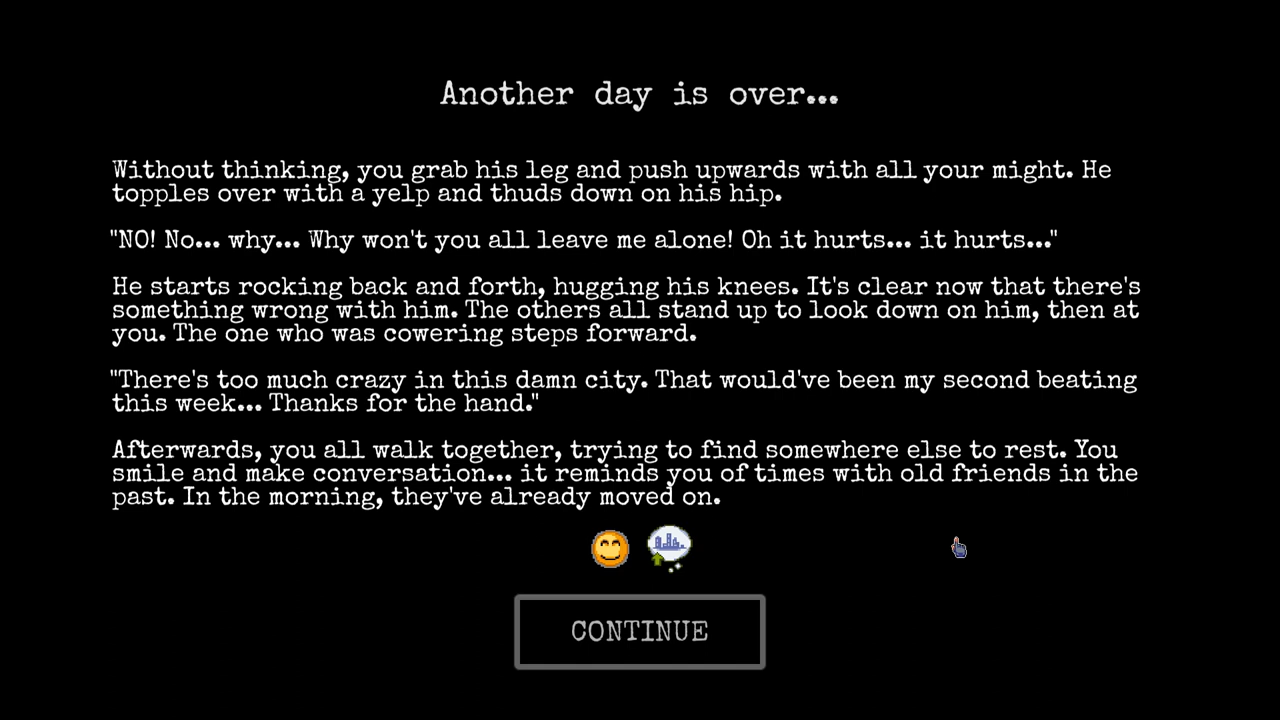 Another day is over...
Without thinking, you grab his leg and push upwards with all your might. He
topples over with a yelp and thuds down on his hip.
"NO! No... why... Why won't you all leave me alone! Oh it hurts... it hurts..."
He starts rocking back and forth, hugging his knees. It's clear now that there's
something wrong with him. The others all stand up to look down on him, then at
you. The one who was cowering steps forward.
"There's too much crazy in this damn city. That would've been my second beating
this week... Thanks for the hand."
Afterwards, you all walk together, trying to find somewhere else to rest. You
smile and make conversation... it reminds you of times with old friends in the
past. In the morning, they've already moved on.
CONTINUE